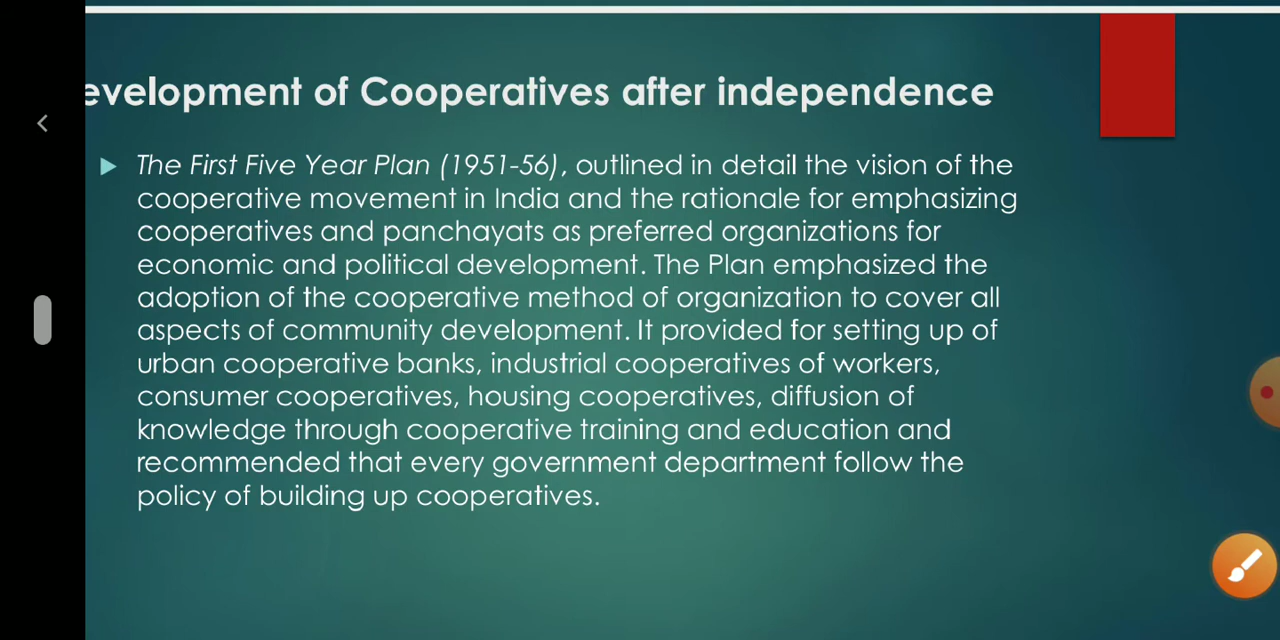 evelopment of Cooperatives after independence
The First Five Year Plan (1951-56), outlined in detail the vision of the
cooperative movement in India and the rationale for emphasizing
cooperatives and panchayats as preferred organizations for
economic and political development. The Plan emphasized the
adoption of the cooperative method of organization to cover all
aspects of community development. It provided for setting up of
urban cooperative banks, industrial cooperatives of workers,
consumer cooperatives, housing cooperatives, diffusion of
knowledge through cooperative training and education and
recommended that every government department follow the
policy of building up cooperatives.